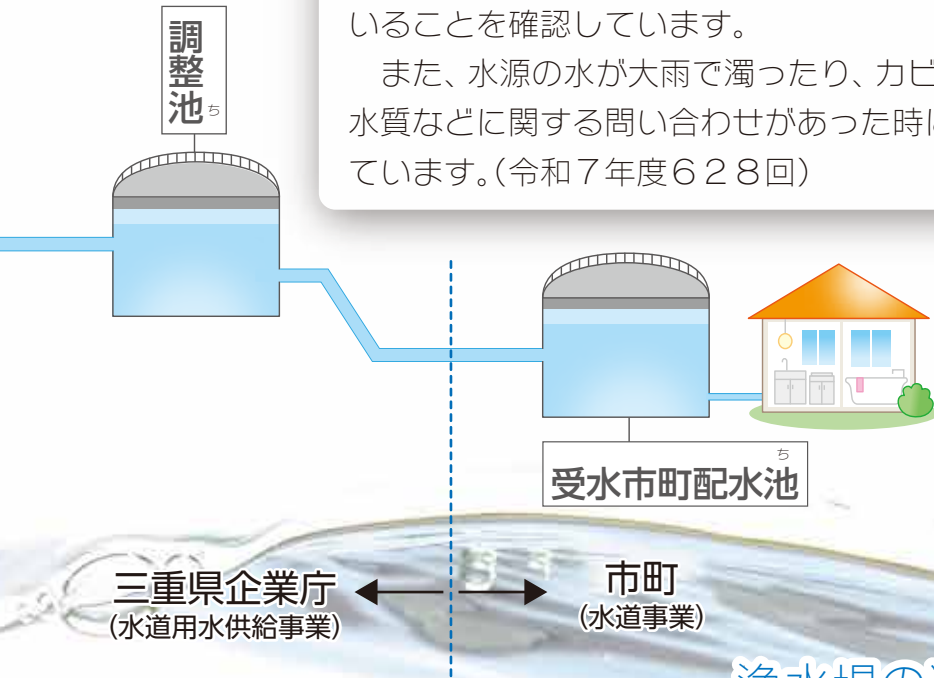 いることを確認しています。
また、水源の水が大雨で濁ったり、カビ
水質などに関する問い合わせがあった時に
ています。(令和７年度６２８回)
調整池
ち
ち
受水市町配水池
三重県企業庁
(水道用水供給事業)
市町
(水道事業)
浄水場の